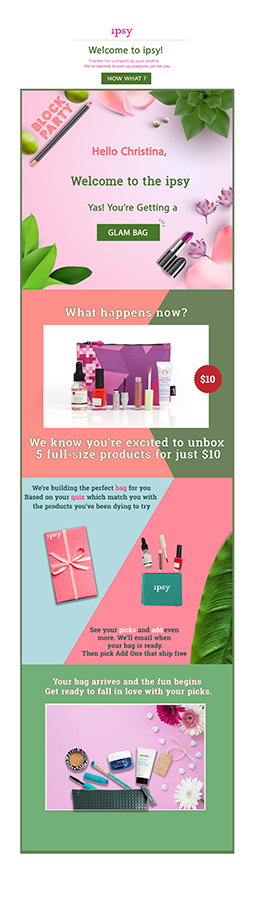 ipsy
Welcome to ipsy!
Thanks for completing your profile.
We've started to pick up products just for you.
NOW WHAT ?
BLOCK
PARTY
Hello Christina,
Welcome to the ipsy
Yas! You're Getting a
GLAM BAG
What happens now?
$10
We know you're excited to unbox
5 full-size products for just $10
We're building the perfect bag for you
Based on your quiz which match you with
the products you've been dying to try
ipsy
ipsy
See your picks and add even
more. We'll email when
your bag is ready.
Then pick Add Ons that ship free
Your bag arrives and the fun begins
Get ready to fall in love with your picks.